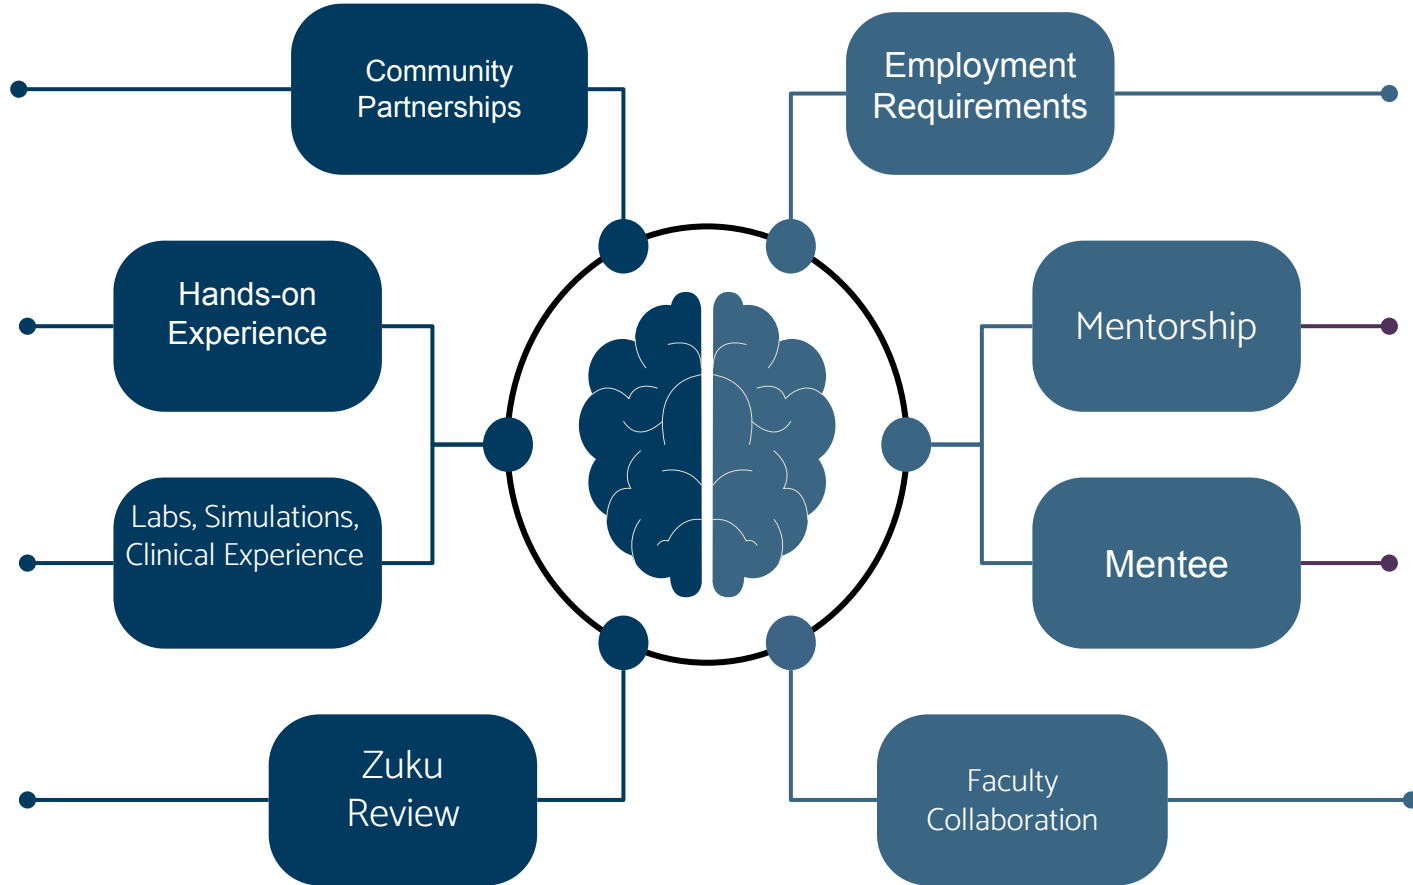 Community
Partnerships
Employment
Requirements
Hands-on
Experience
Mentorship
Labs, Simulations,
Clinical Experience
Mentee
Zuku
Review
Faculty
Collaboration